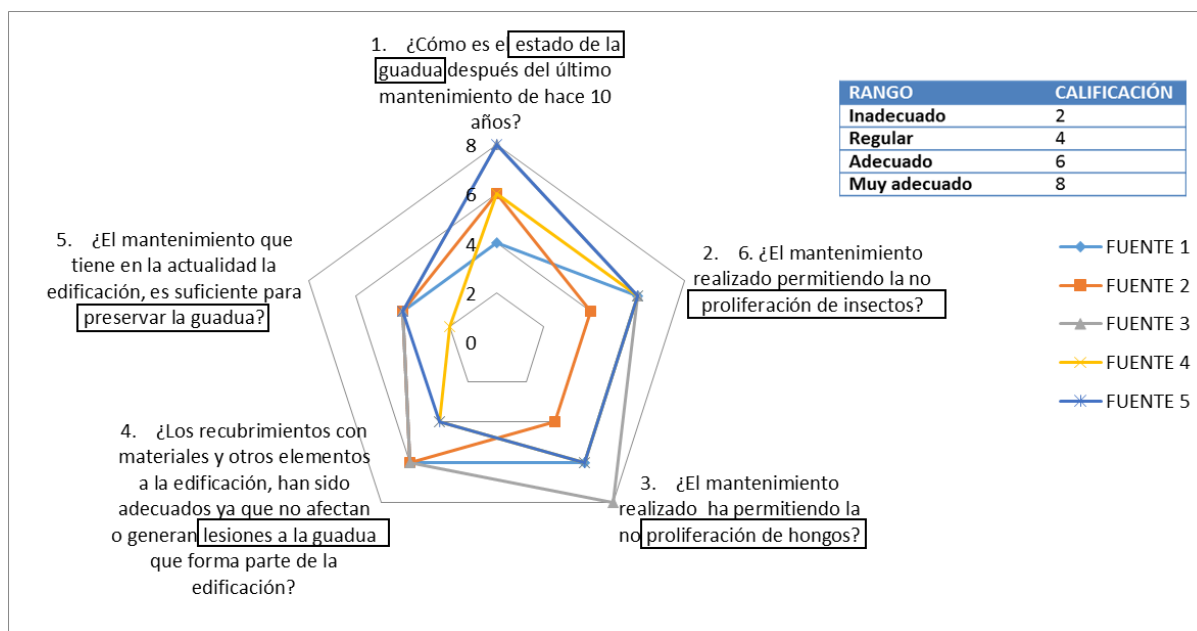 1. ¿Cómo es el estado de la
guadua después del último
mantenimiento de hace 10
años?
RANGO CALIFICACIÓN
Inadecuado 2
Regular 4
Adecuado 6
Muy adecuado 8
8
6
4
2
0
2. 6. ¿El mantenimiento
realizado permitiendo la no
proliferación de insectos?
3. ¿El mantenimiento
realizado ha permitiendo la
no proliferación de hongos?
4. ¿Los recubrimientos con
materiales y otros elementos
a la edificación, han sido
adecuados ya que no afectan
o generan lesiones a la guadua
que forma parte de la
edificación?
5. ¿El mantenimiento que
tiene en la actualidad la
edificación, es suficiente para
preservar la guadua?
FUENTE 1
FUENTE 2
FUENTE 3
FUENTE 4
FUENTE 5